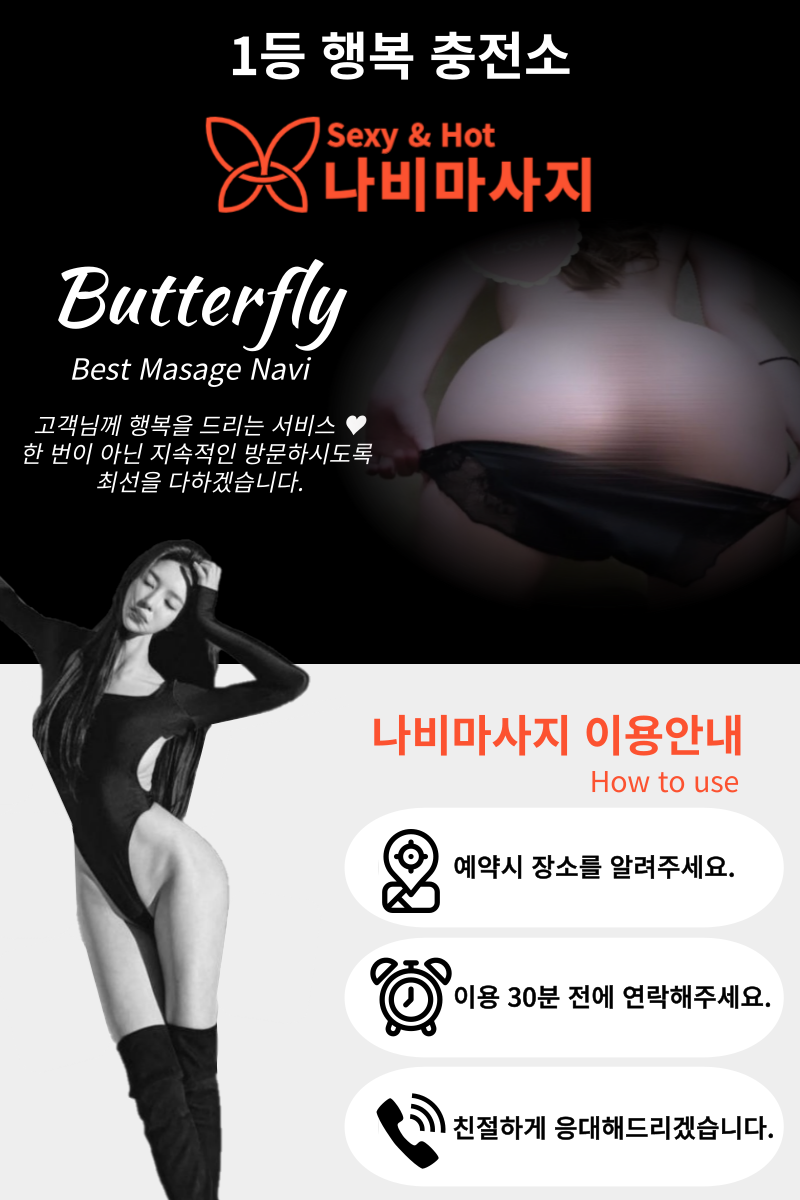 1등 행복 충전소
Sexy & Hot
나비마사지
Butterfly
Best Masage Navi
고객님께 행복을 드리는 서비스 ♥
한 번이 아닌 지속적인 방문하시도록
최선을 다하겠습니다.
나비마사지 이용안내
How to use
예약시 장소를 알려주세요.
이용 30분 전에 연락해주세요.
친절하게 응대해드리겠습니다.